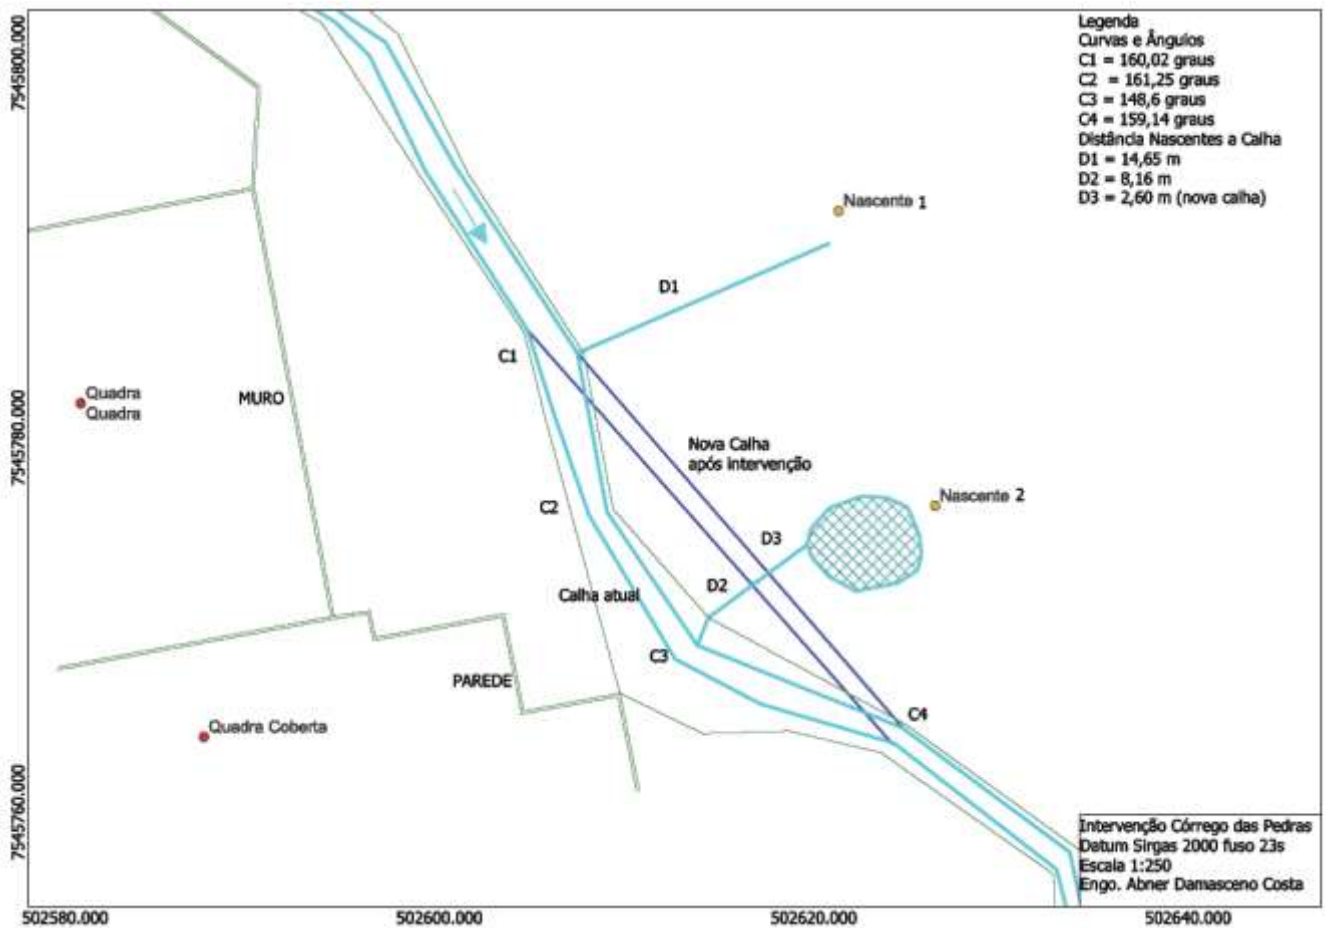 Legenda
Curvas e Ângulos
C1 = 160,02 graus
C2 = 161,25 graus
C3 = 148,6 graus
C4 = 159,14 graus
Distância Nascentes a Calha
D1 = 14,65 m
D2 = 8,16 m
D3 = 2,60 m (nova calha)
7545800.000
Nascente 1
D1
C1
Quadra
Quadra
MURO
7545780.000
Nova Calha
após intervenção
Nascente 2
C2
D3
D2
Calha atual
C3
PAREDE
C4
Quadra Coberta
7545760.000
Intervenção Córrego das Pedras
Datum Sirgas 2000 fuso 23s
Escala 1:250
Engo. Abner Damasceno Costa
502580.000
502600.000
502620.000
502640.000